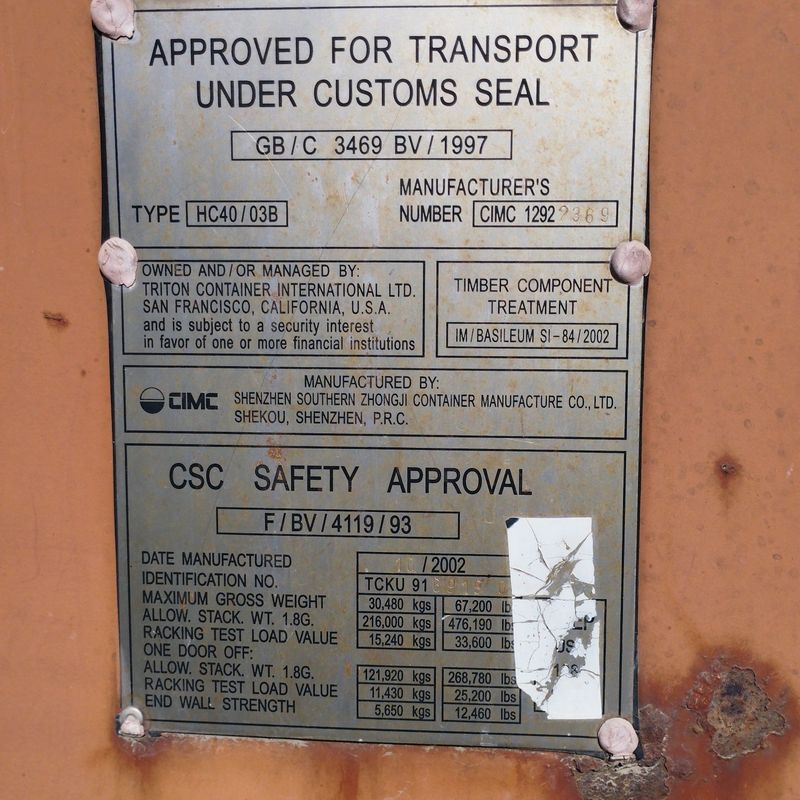 APPROVED FOR TRANSPORT
UNDER CUSTOMS SEAL
GB/C 3469 BV/1997
TYPE HC40/03B
MANUFACTURER'S
NUMBER CIMC 12922369
OWNED AND/OR MANAGED BY:
TRITON CONTAINER INTERNATIONAL LTD.
SAN FRANCISCO, CALIFORNIA, U.S.A.
and is subject to a security interest
in favor of one or more financial institutions
TIMBER COMPONENT
TREATMENT
IM/BASILEUM SI-84/2002
CIMC
MANUFACTURED BY:
SHENZHEN SOUTHERN ZHONGJI CONTAINER MANUFACTURE CO., LTD.
SHEKOU, SHENZHEN, P.R.C.
CSC SAFETY APPROVAL
F/BV/4119/93
DATE MANUFACTURED 10/2002
IDENTIFICATION NO. TCKU 91
MAXIMUM GROSS WEIGHT 30,480 kgs 67,200 lbs
ALLOW. STACK. WT. 1.8G. 216,000 kgs 476,190 lbs
RACKING TEST LOAD VALUE 15,240 kgs 33,600 lbs
ONE DOOR OFF:
ALLOW. STACK. WT. 1.8G. 121,920 kgs 268,780 lbs
RACKING TEST LOAD VALUE 11,430 kgs 25,200 lbs
END WALL STRENGTH 5,650 kgs 12,460 lbs